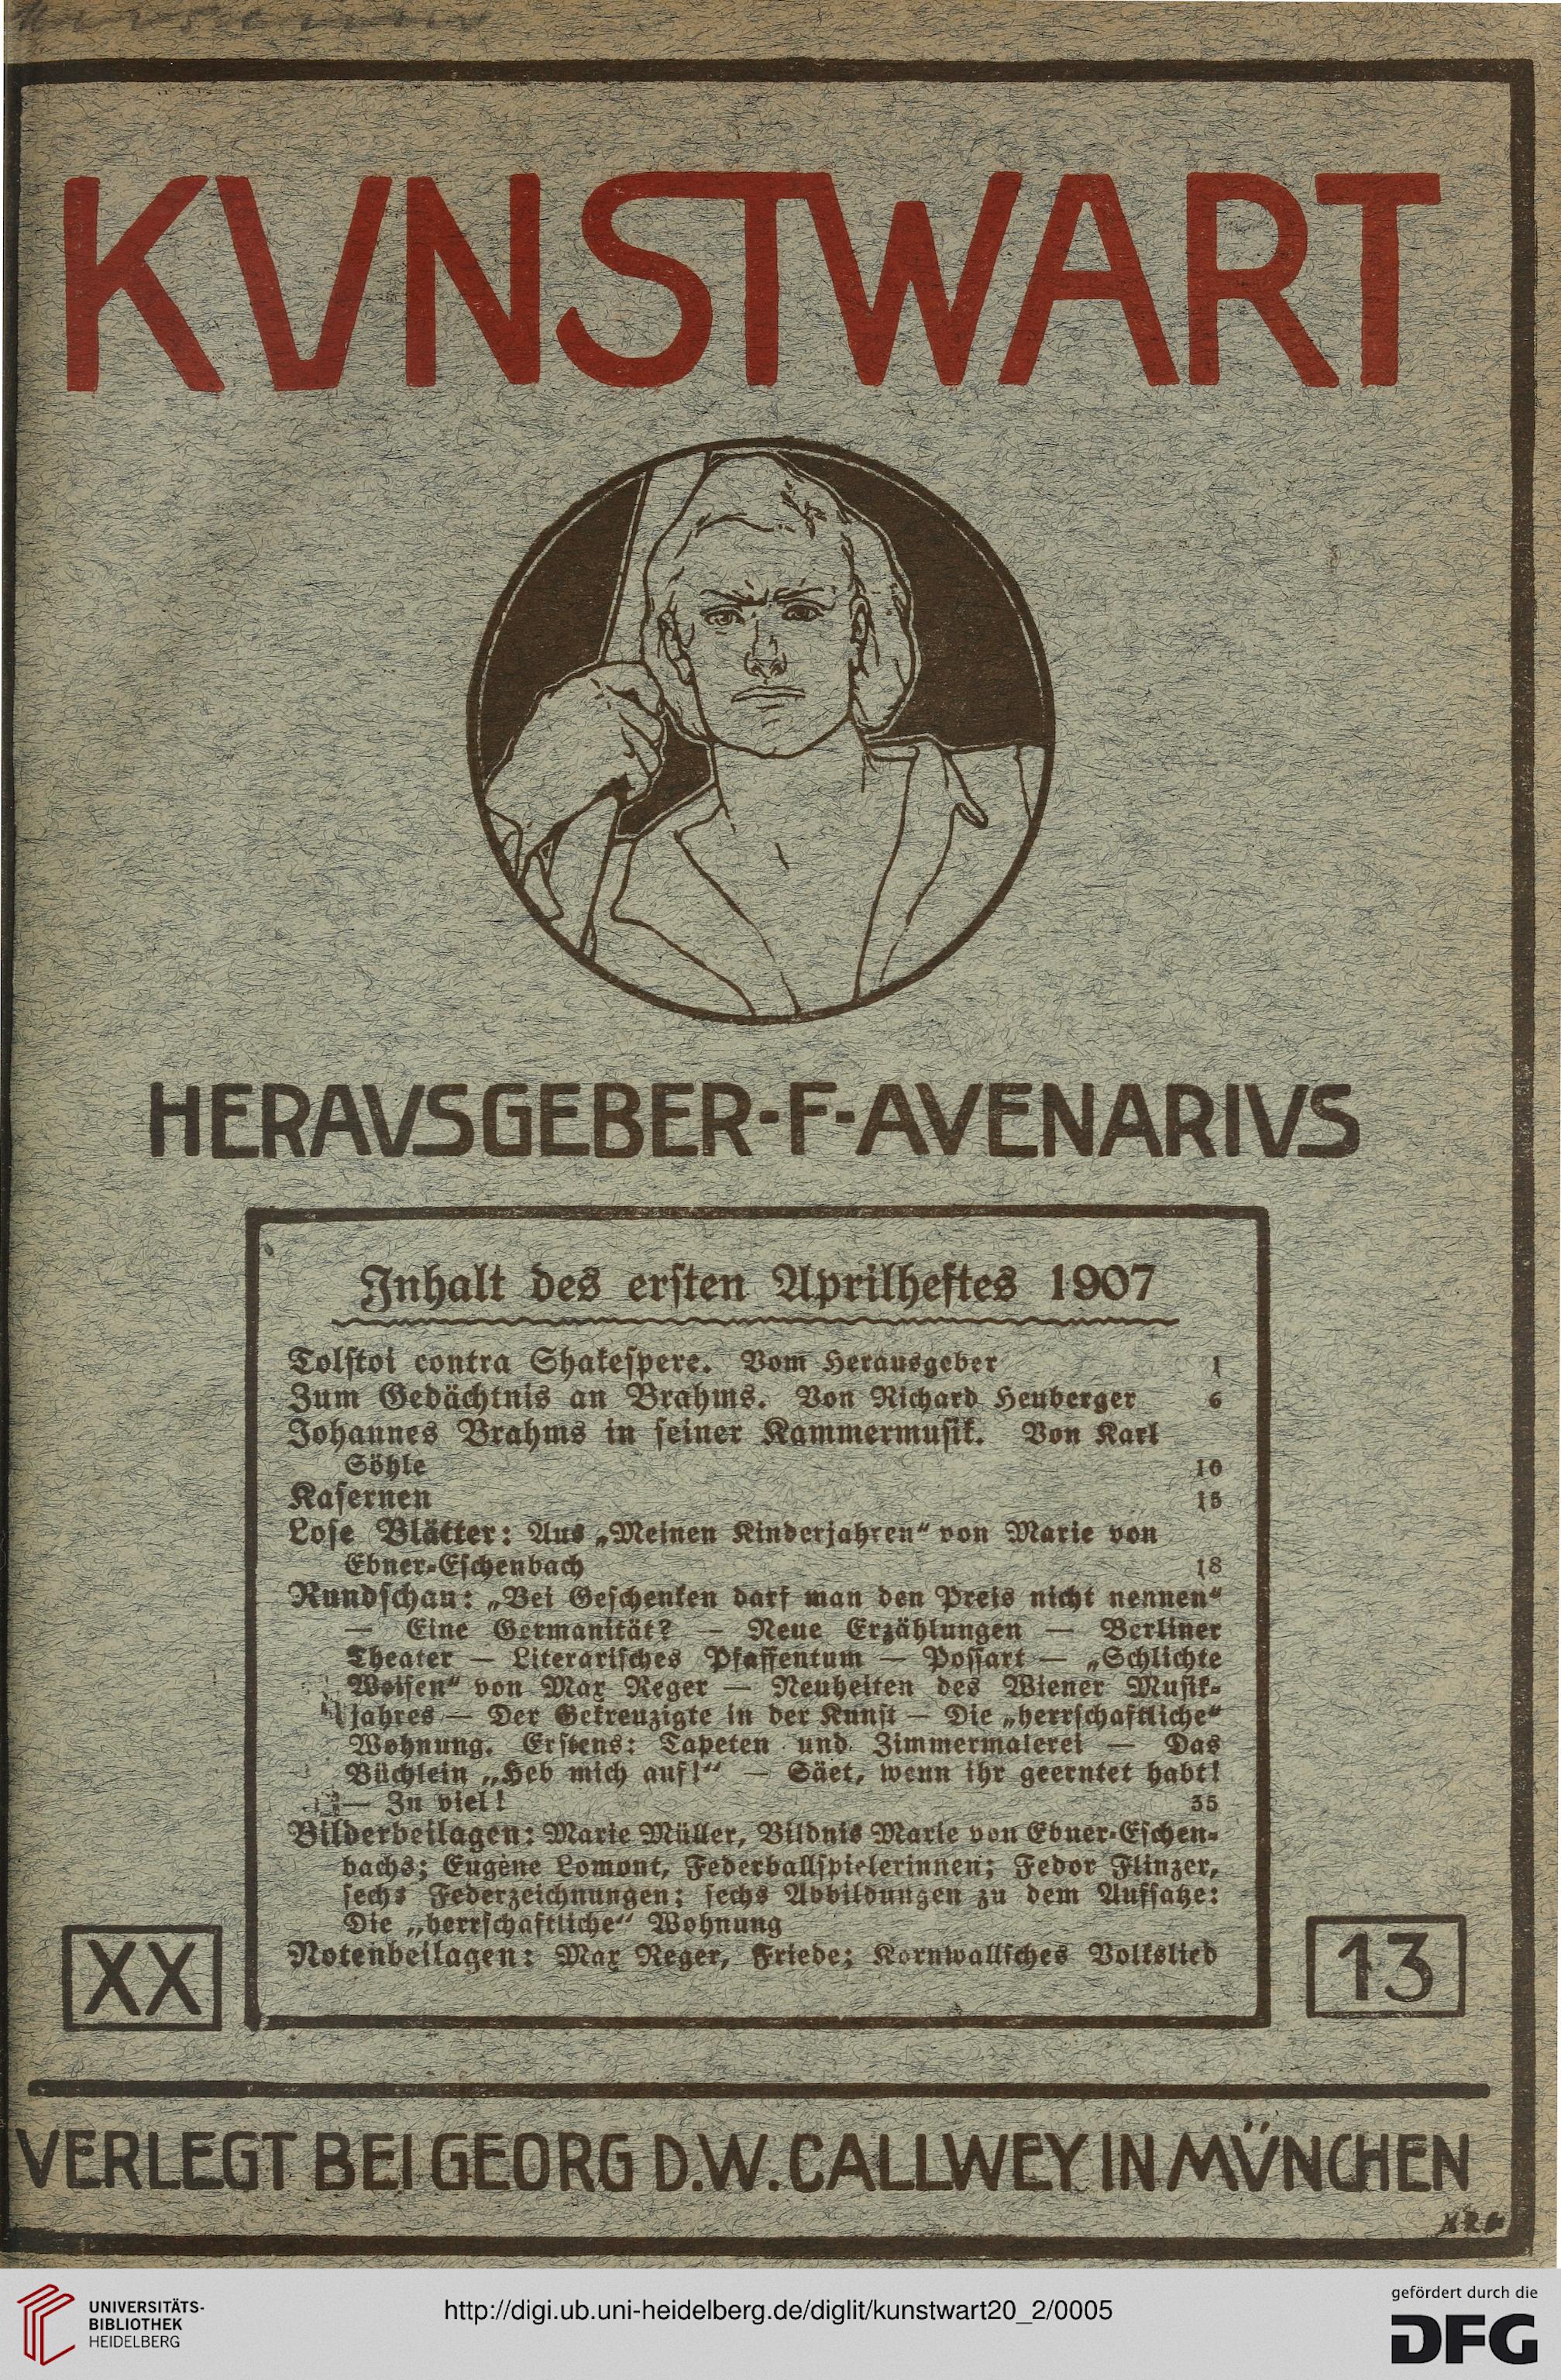 KVNSTWART
HERAVSGEBER-F-AVENARIVS
Inhalt des ersten Aprilheftes 1907
Tolstoi contra Shakespere. Vom Herausgeber 1
Zum Gedächtnis an Brahms. Von Richard Heuberger 6
Johannes Brahms in seiner Kammermusik. Von Karl
Söhle 10
Kasernen 15
Lose Blätter: Aus „Meinen Kinderjahren“ von Marie von
Ebner-Eschenbach 18
Rundschau: „Bei Geschenken darf man den Preis nicht nennen“
— Eine Germanität? — Neue Erzählungen — Berliner
Theater — Literarisches Pfaffentum — Possart — „Schlichte
Weisen“ von Max Reger — Neuheiten des Wiener Musik-
jahres — Der Gekreuzigte in der Kunst — Die „herrschaftliche“
Wohnung. Erstens: Tapeten und Zimmermalerei — Das
Büchlein „Heb mich auf!“ — Säet, wenn ihr geerntet habt!
— Zu viel! 35
Bilderbeilagen: Marie Müller, Bildnis Marie von Ebner-Eschen-
bachs; Eugène Lomont, Federballspielerinnen; Fedor Flinzer,
sechs Federzeichnungen; sechs Abbildungen zu dem Aufsatze:
Die „herrschaftliche“ Wohnung
Notenbeilagen: Max Reger, Friede; Kornwallsches Volkslied
XX
13
VERLEGT BEI GEORG D.W. CALLWEY IN MVNCHEN
UNIVERSITÄTS-
BIBLIOTHEK
HEIDELBERG
http://digi.ub.uni-heidelberg.de/diglit/kunstwart20_2/0005
gefördert durch die
DFG